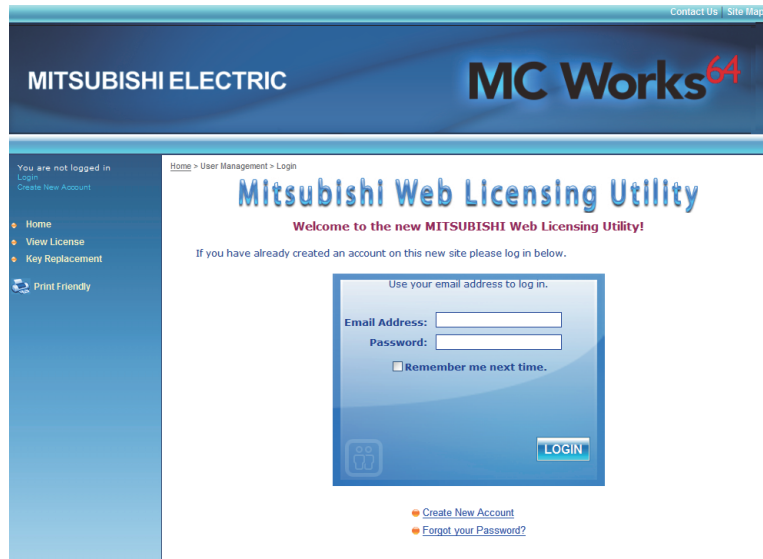 Contact Us | Site Map
MITSUBISHI ELECTRIC
MC Works64
You are not logged in
Login
Create New Account
Home
View License
Key Replacement
Print Friendly
Home > User Management > Login
Mitsubishi Web Licensing Utility
Welcome to the new MITSUBISHI Web Licensing Utility!
If you have already created an account on this new site please log in below.
Use your email address to log in.
Email Address:
Password:
Remember me next time.
LOGIN
Create New Account
Forgot your Password?